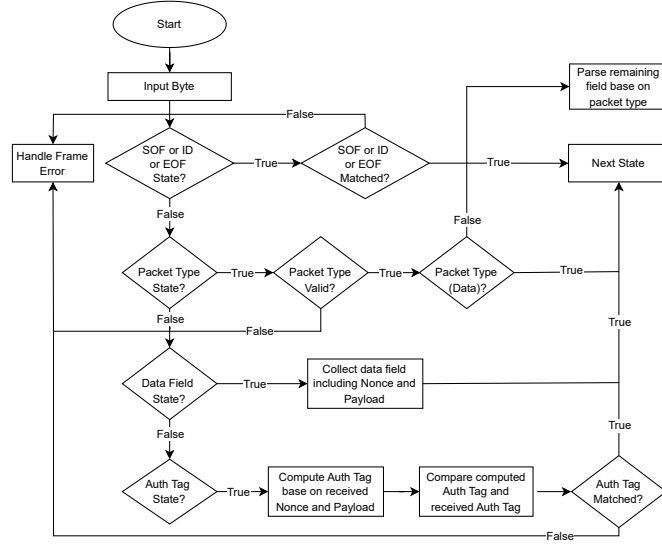 Start
Input Byte
Parse remaining
field base on
packet type
False
Handle Frame
Error
SOF or ID
or EOF
State?
True
SOF or ID
or EOF
Matched?
True
Next State
False
False
Packet Type
State?
True
Packet Type
Valid?
True
Packet Type
(Data)?
True
False
False
True
Data Field
State?
True
Collect data field
including Nonce and
Payload
False
True
Auth Tag
State?
True
Compute Auth Tag
base on received
Nonce and Payload
Compare computed
Auth Tag and
received Auth Tag
Auth Tag
Matched?
False